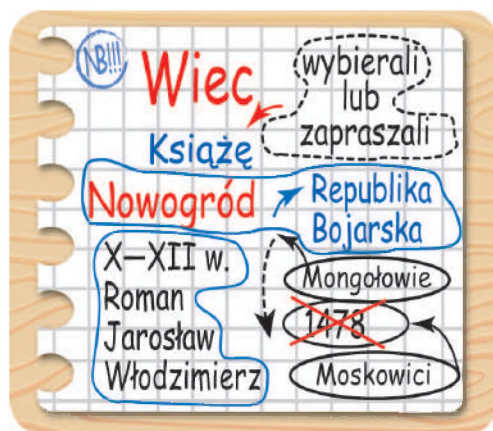 NB!!!
Wiec
wybierali
lub
zapraszali
Książę
Nowogród
Republika
Bojarska
X–XII w.
Roman
Jarosław
Włodzimierz
Mongołowie
1478
Moskowici